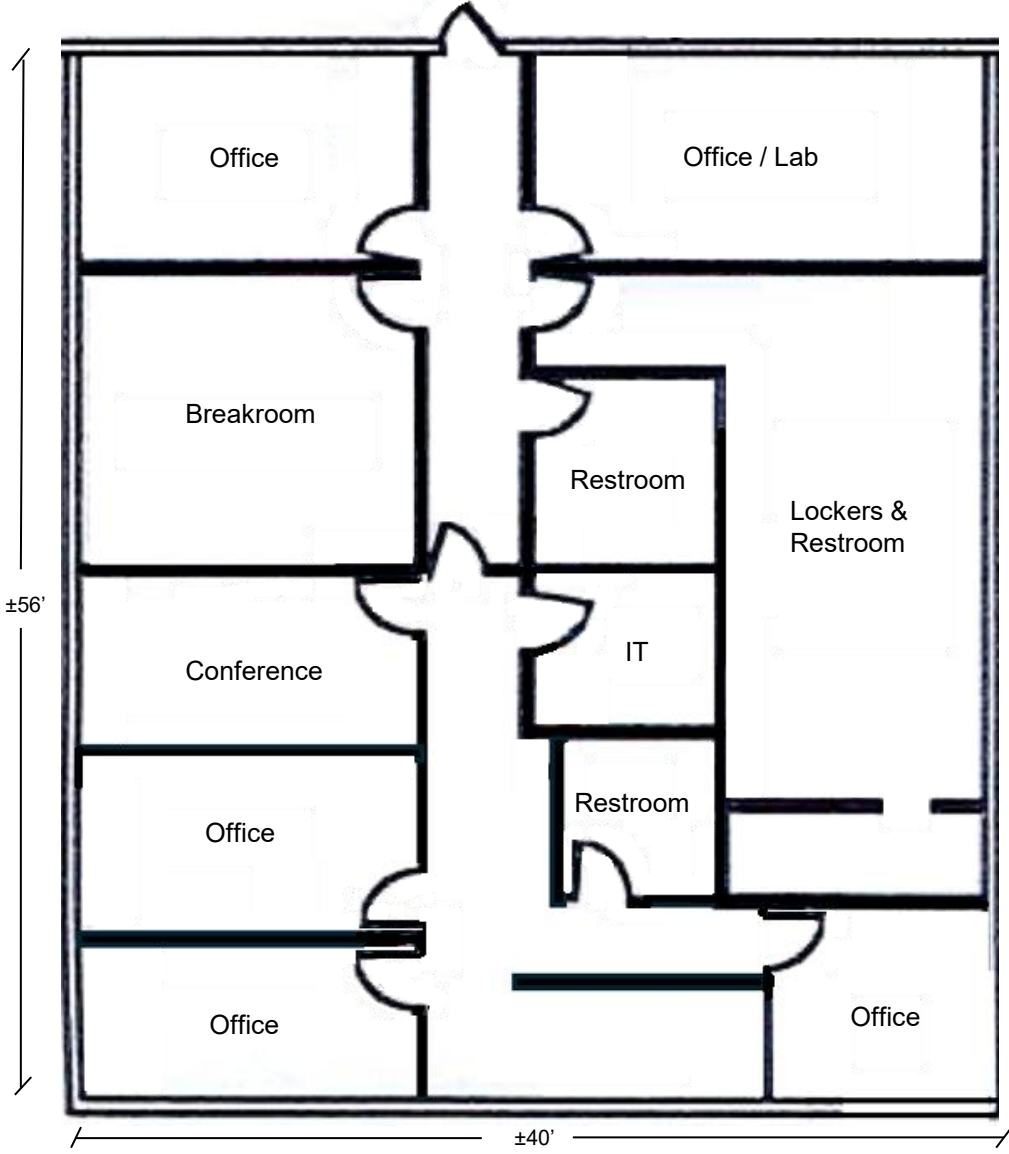 Office
Office / Lab
Breakroom
Restroom
Lockers &
Restroom
±56’
IT
Conference
Restroom
Office
Office
Office
±40’